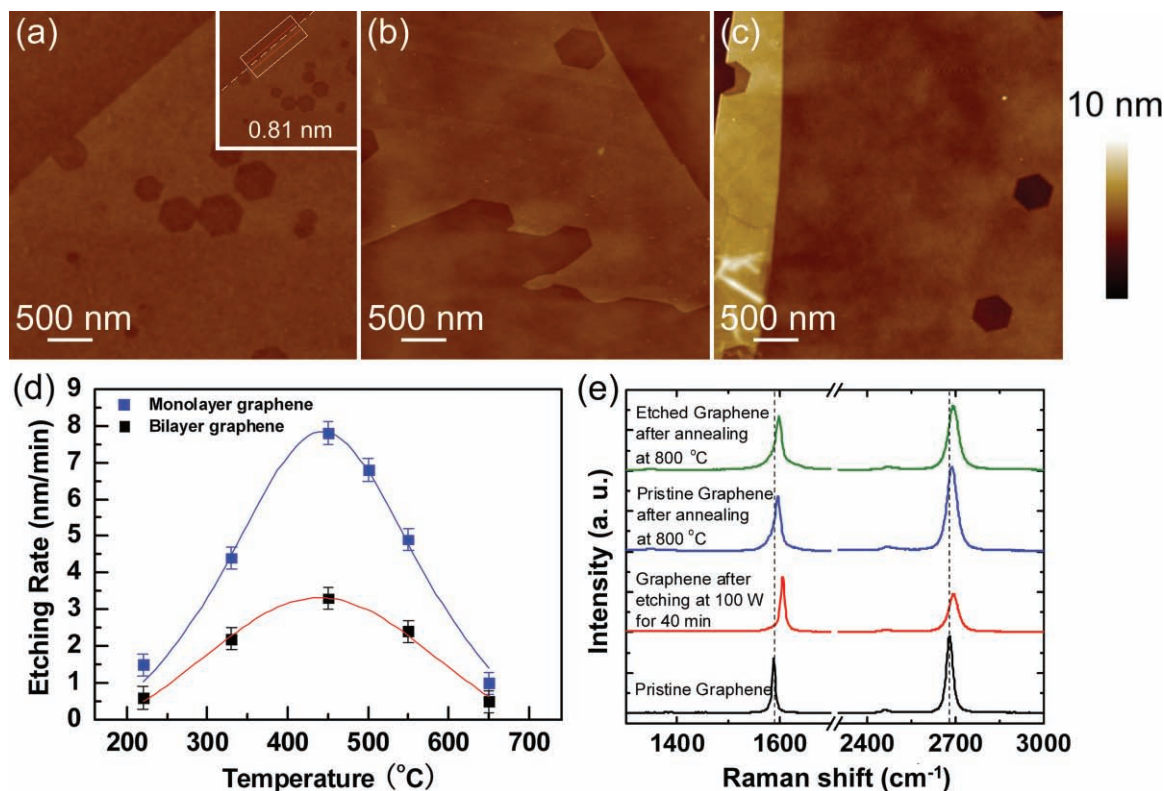 (a)
0.81 nm
500 nm
(b)
500 nm
(c)
500 nm
10 nm
(d)
Etching Rate (nm/min)
9
8
7
6
5
4
3
2
1
0
Monolayer graphene
Bilayer graphene
200 300 400 500 600 700
Temperature (°C)
(e)
Intensity (a. u.)
Etched Graphene
after annealing
at 800 °C
Pristine Graphene
after annealing
at 800 °C
Graphene after
etching at 100 W
for 40 min
Pristine Graphene
1400 1600 2400 2700 3000
Raman shift (cm-1)